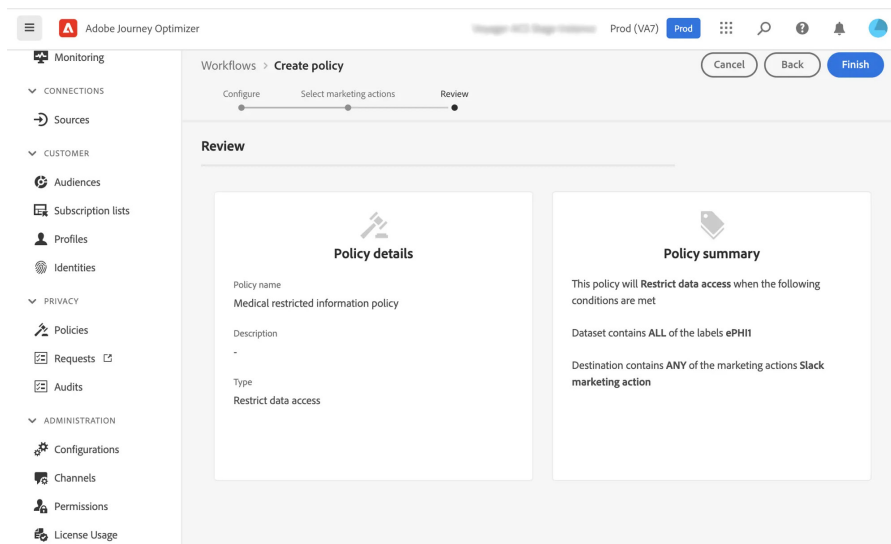 Adobe Journey Optimizer
Prod (VA7)
Prod
Monitoring
CONNECTIONS
Sources
CUSTOMER
Audiences
Subscription lists
Profiles
Identities
PRIVACY
Policies
Requests
Audits
ADMINISTRATION
Configurations
Channels
Permissions
License Usage
Workflows > Create policy
Cancel
Back
Finish
Configure
Select marketing actions
Review
Review
Policy details
Policy name
Medical restricted information policy
Description
-
Type
Restrict data access
Policy summary
This policy will Restrict data access when the following
conditions are met
Dataset contains ALL of the labels ePHI1
Destination contains ANY of the marketing actions Slack
marketing action